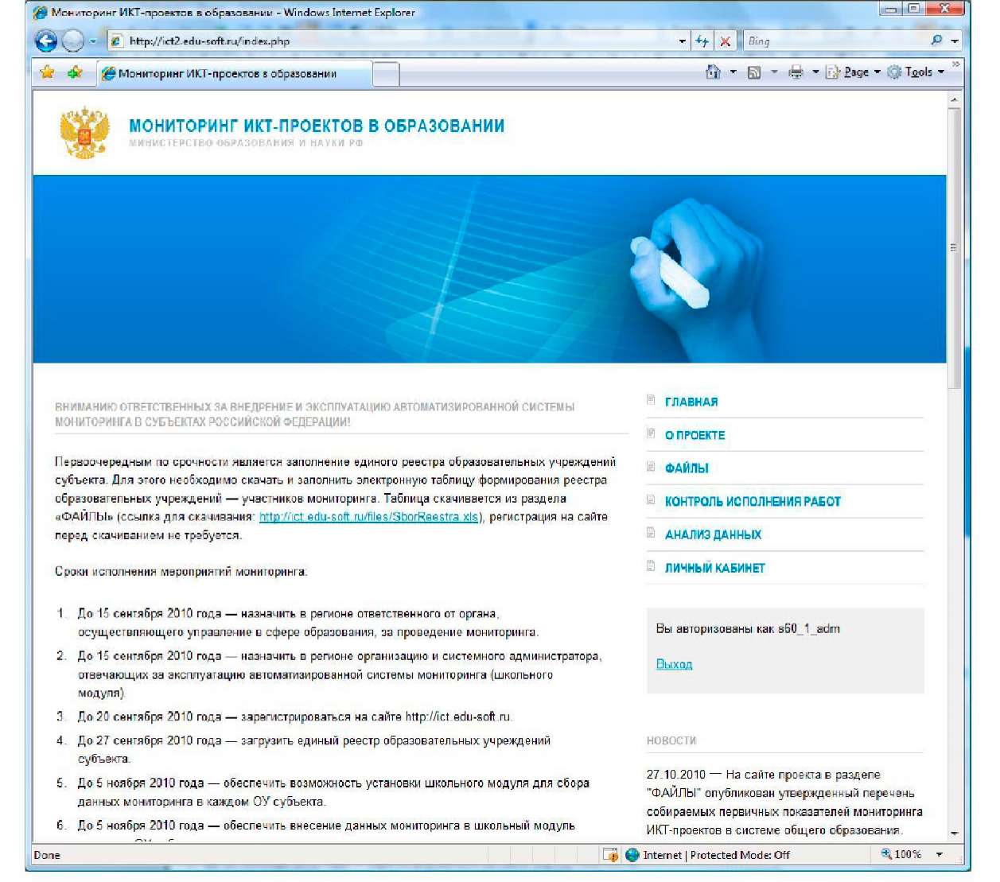 Мониторинг ИКТ-проектов в образовании - Windows Internet Explorer
http://ict2.edu-soft.ru/index.php
Bing
Мониторинг ИКТ-проектов в образовании
Page
Tools
МОНИТОРИНГ ИКТ-ПРОЕКТОВ В ОБРАЗОВАНИИ
МИНИСТЕРСТВО ОБРАЗОВАНИЯ И НАУКИ РФ
ВНИМАНИЮ ОТВЕТСТВЕННЫХ ЗА ВНЕДРЕНИЕ И ЭКСПЛУАТАЦИЮ АВТОМАТИЗИРОВАННОЙ СИСТЕМЫ
МОНИТОРИНГА В СУБЪЕКТАХ РОССИЙСКОЙ ФЕДЕРАЦИИ!
Первоочередным по срочности является заполнение единого реестра образовательных учреждений
субъекта. Для этого необходимо скачать и заполнить электронную таблицу формирования реестра
образовательных учреждений — участников мониторинга. Таблица скачивается из раздела
«ФАЙЛЫ» (ссылка для скачивания: http://ict.edu-soft.ru/files/SborReestra.xls), регистрация на сайте
перед скачиванием не требуется.
Сроки исполнения мероприятий мониторинга:
1. До 15 сентября 2010 года — назначить в регионе ответственного от органа,
осуществляющего управление в сфере образования, за проведение мониторинга.
2. До 15 сентября 2010 года — назначить в регионе организацию и системного администратора,
отвечающих за эксплуатацию автоматизированной системы мониторинга (школьного
модуля).
3. До 20 сентября 2010 года — зарегистрироваться на сайте http://ict.edu-soft.ru.
4. До 27 сентября 2010 года — загрузить единый реестр образовательных учреждений
субъекта.
5. До 5 ноября 2010 года — обеспечить возможность установки школьного модуля для сбора
данных мониторинга в каждом ОУ субъекта.
6. До 5 ноября 2010 года — обеспечить внесение данных мониторинга в школьный модуль
ГЛАВНАЯ
О ПРОЕКТЕ
ФАЙЛЫ
КОНТРОЛЬ ИСПОЛНЕНИЯ РАБОТ
АНАЛИЗ ДАННЫХ
ЛИЧНЫЙ КАБИНЕТ
Вы авторизованы как s60_1_adm
Выход
НОВОСТИ
27.10.2010 — На сайте проекта в разделе
"ФАЙЛЫ" опубликован утвержденный перечень
собираемых первичных показателей мониторинга
ИКТ-проектов в системе общего образования.
Done
Internet | Protected Mode: Off
100%